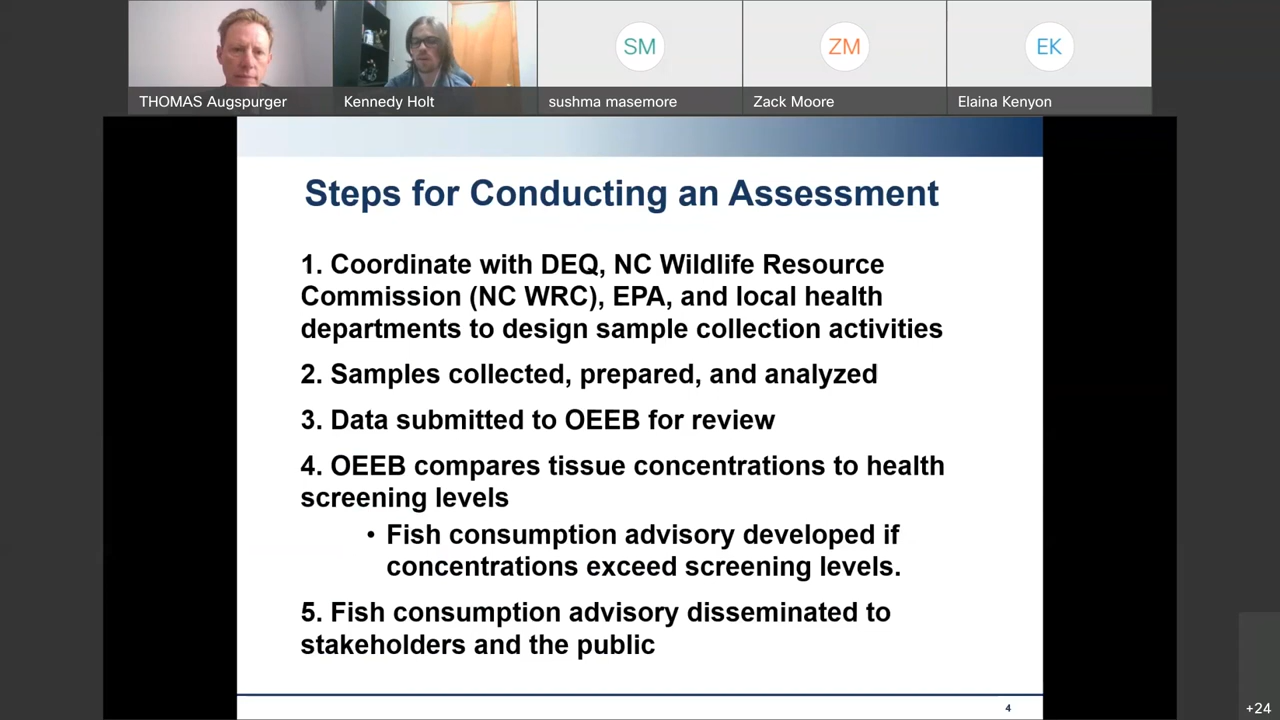 SM
ZM
EK
THOMAS Augspurger
Kennedy Holt
sushma masemore
Zack Moore
Elaina Kenyon
Steps for Conducting an Assessment
1. Coordinate with DEQ, NC Wildlife Resource
Commission (NC WRC), EPA, and local health
departments to design sample collection activities
2. Samples collected, prepared, and analyzed
3. Data submitted to OEEB for review
4. OEEB compares tissue concentrations to health
screening levels
• Fish consumption advisory developed if
concentrations exceed screening levels.
5. Fish consumption advisory disseminated to
stakeholders and the public
4
+24